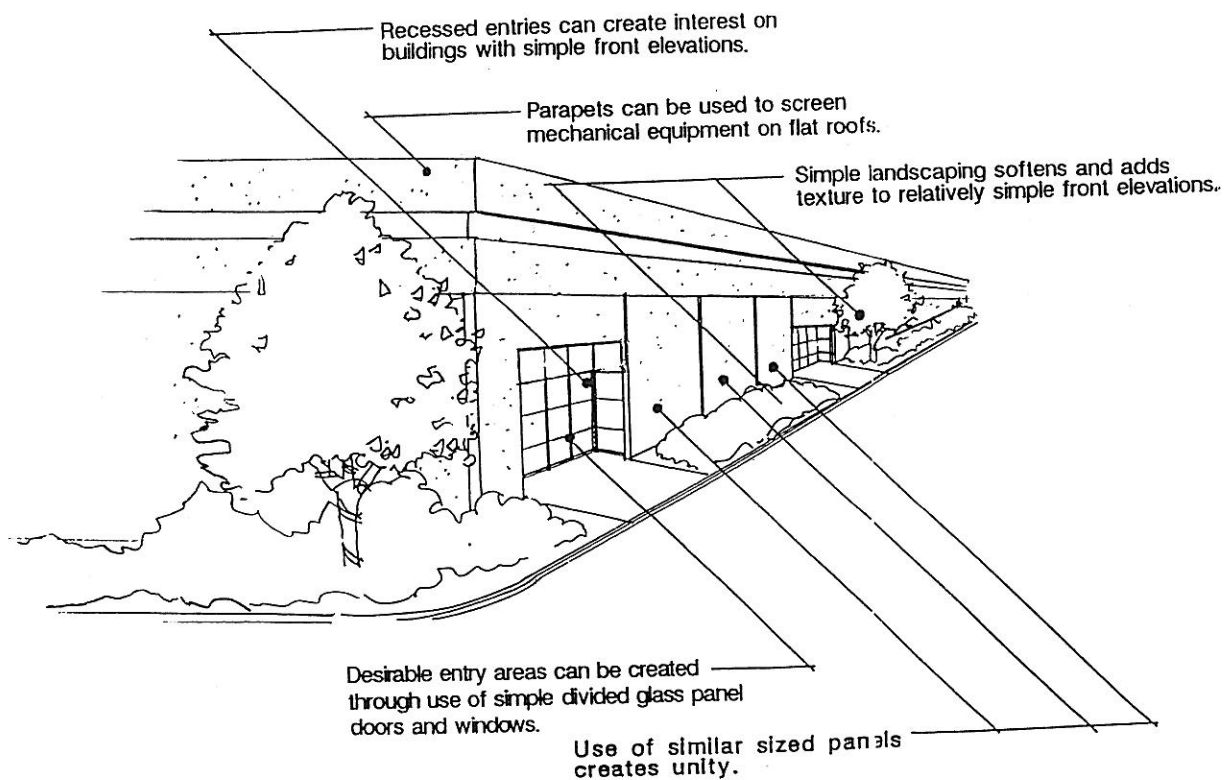 Recessed entries can create interest on
buildings with simple front elevations.
Parapets can be used to screen
mechanical equipment on flat roofs.
Simple landscaping softens and adds
texture to relatively simple front elevations.
Desirable entry areas can be created
through use of simple divided glass panel
doors and windows.
Use of similar sized panels
creates unity.